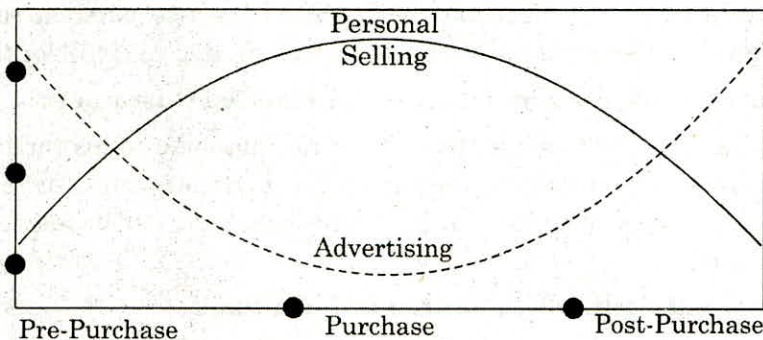 Personal
Selling
Advertising
Pre-Purchase
Purchase
Post-Purchase